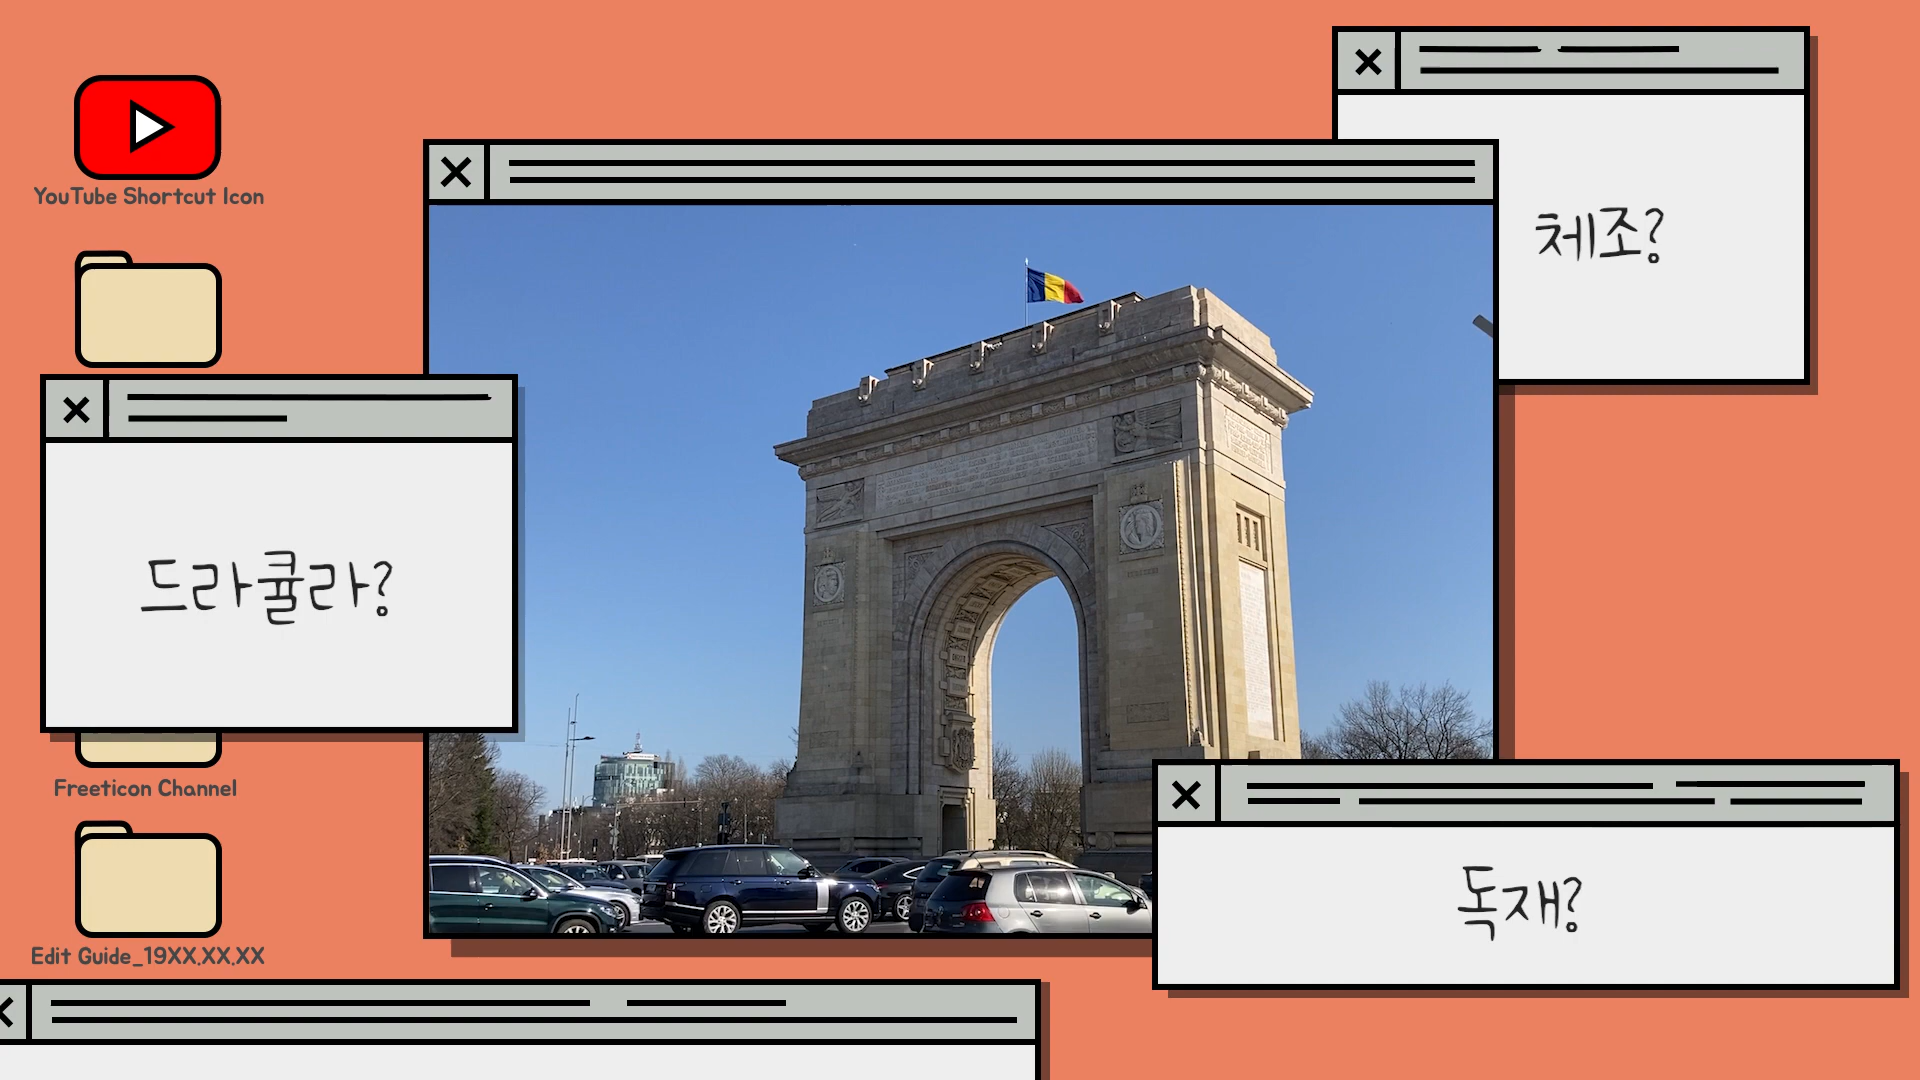 YouTube Shortcut Icon
체조?
드라큘라?
Freeticon Channel
독재?
Edit Guide_19XX.XX.XX